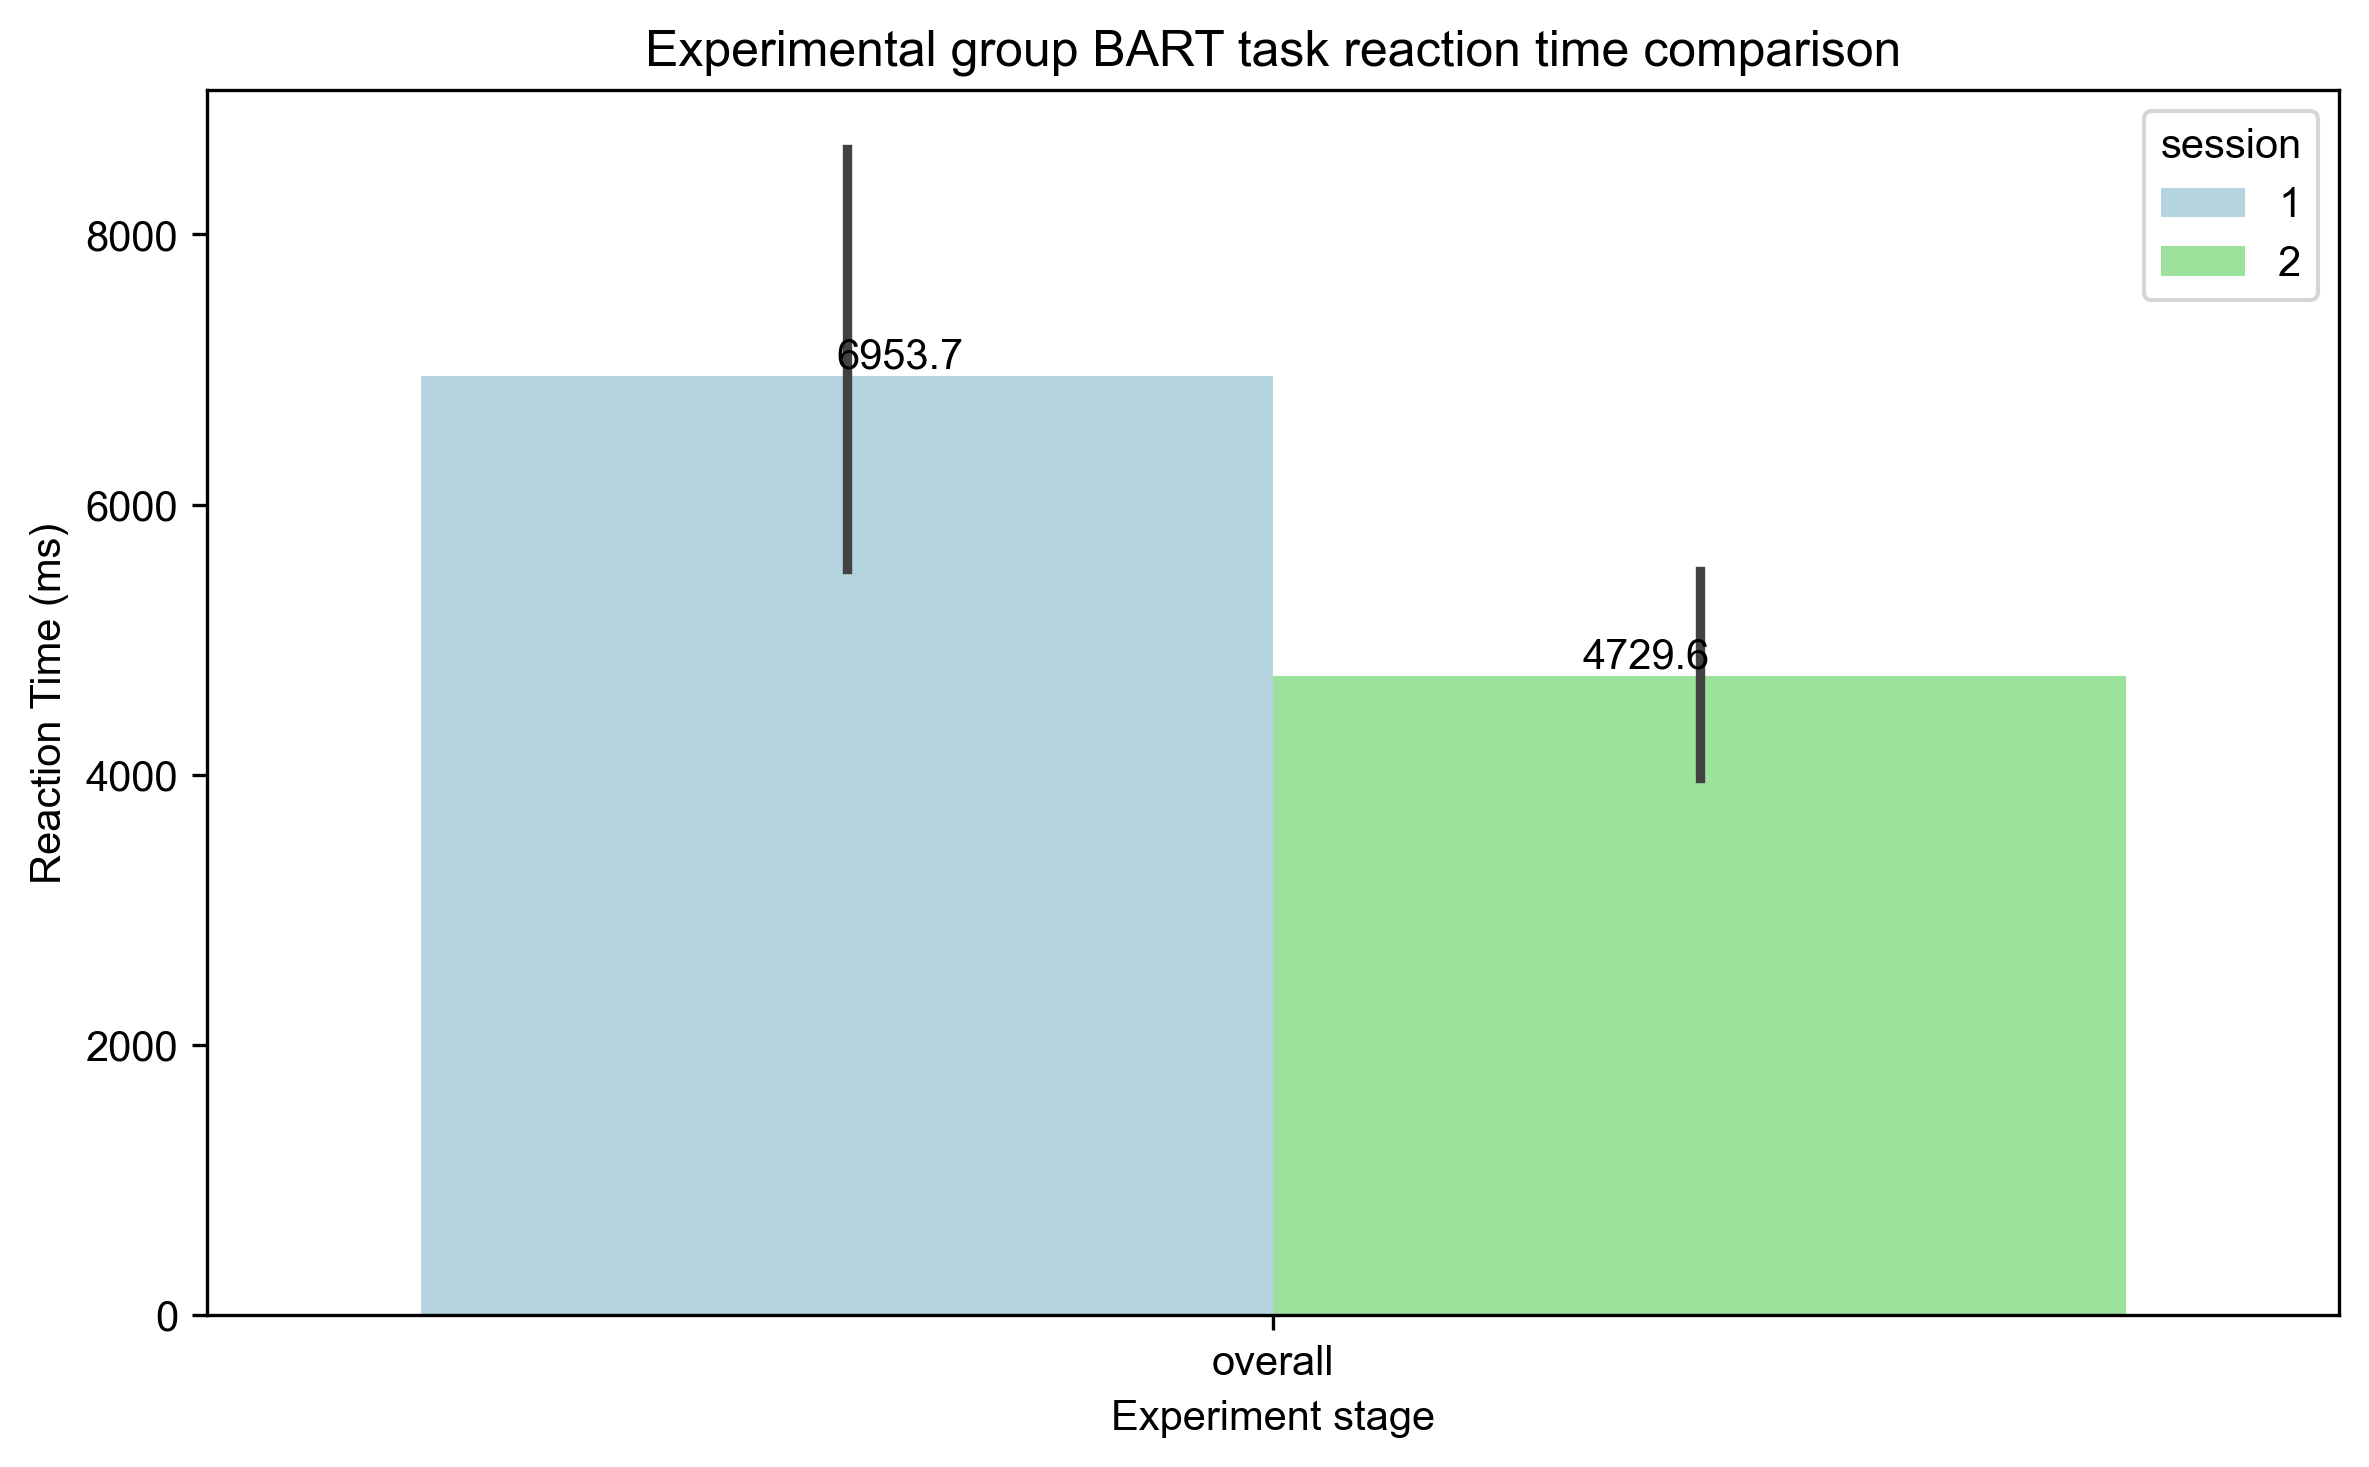 Experimental group BART task reaction time comparison
session
1
2
8000
6000
4000
2000
0
Reaction Time (ms)
6953.7
4729.6
overall
Experiment stage